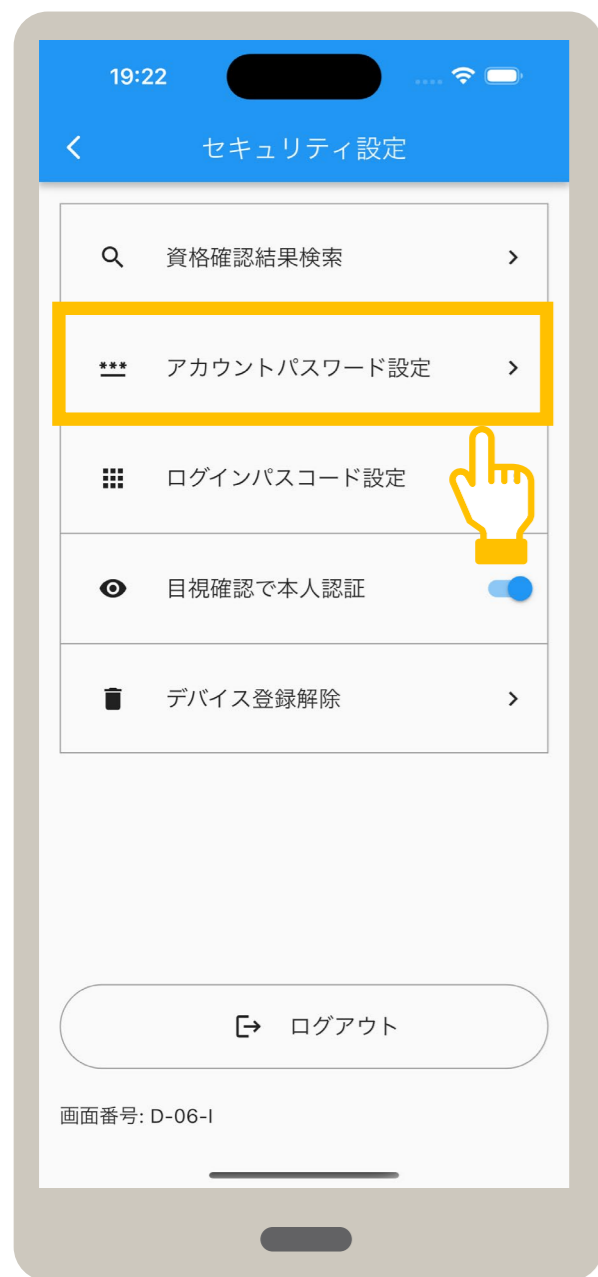 19:22
セキュリティ設定
資格確認結果検索
アカウントパスワード設定
ログインパスコード設定
目視確認で本人認証
デバイス登録解除
ログアウト
画面番号: D-06-I